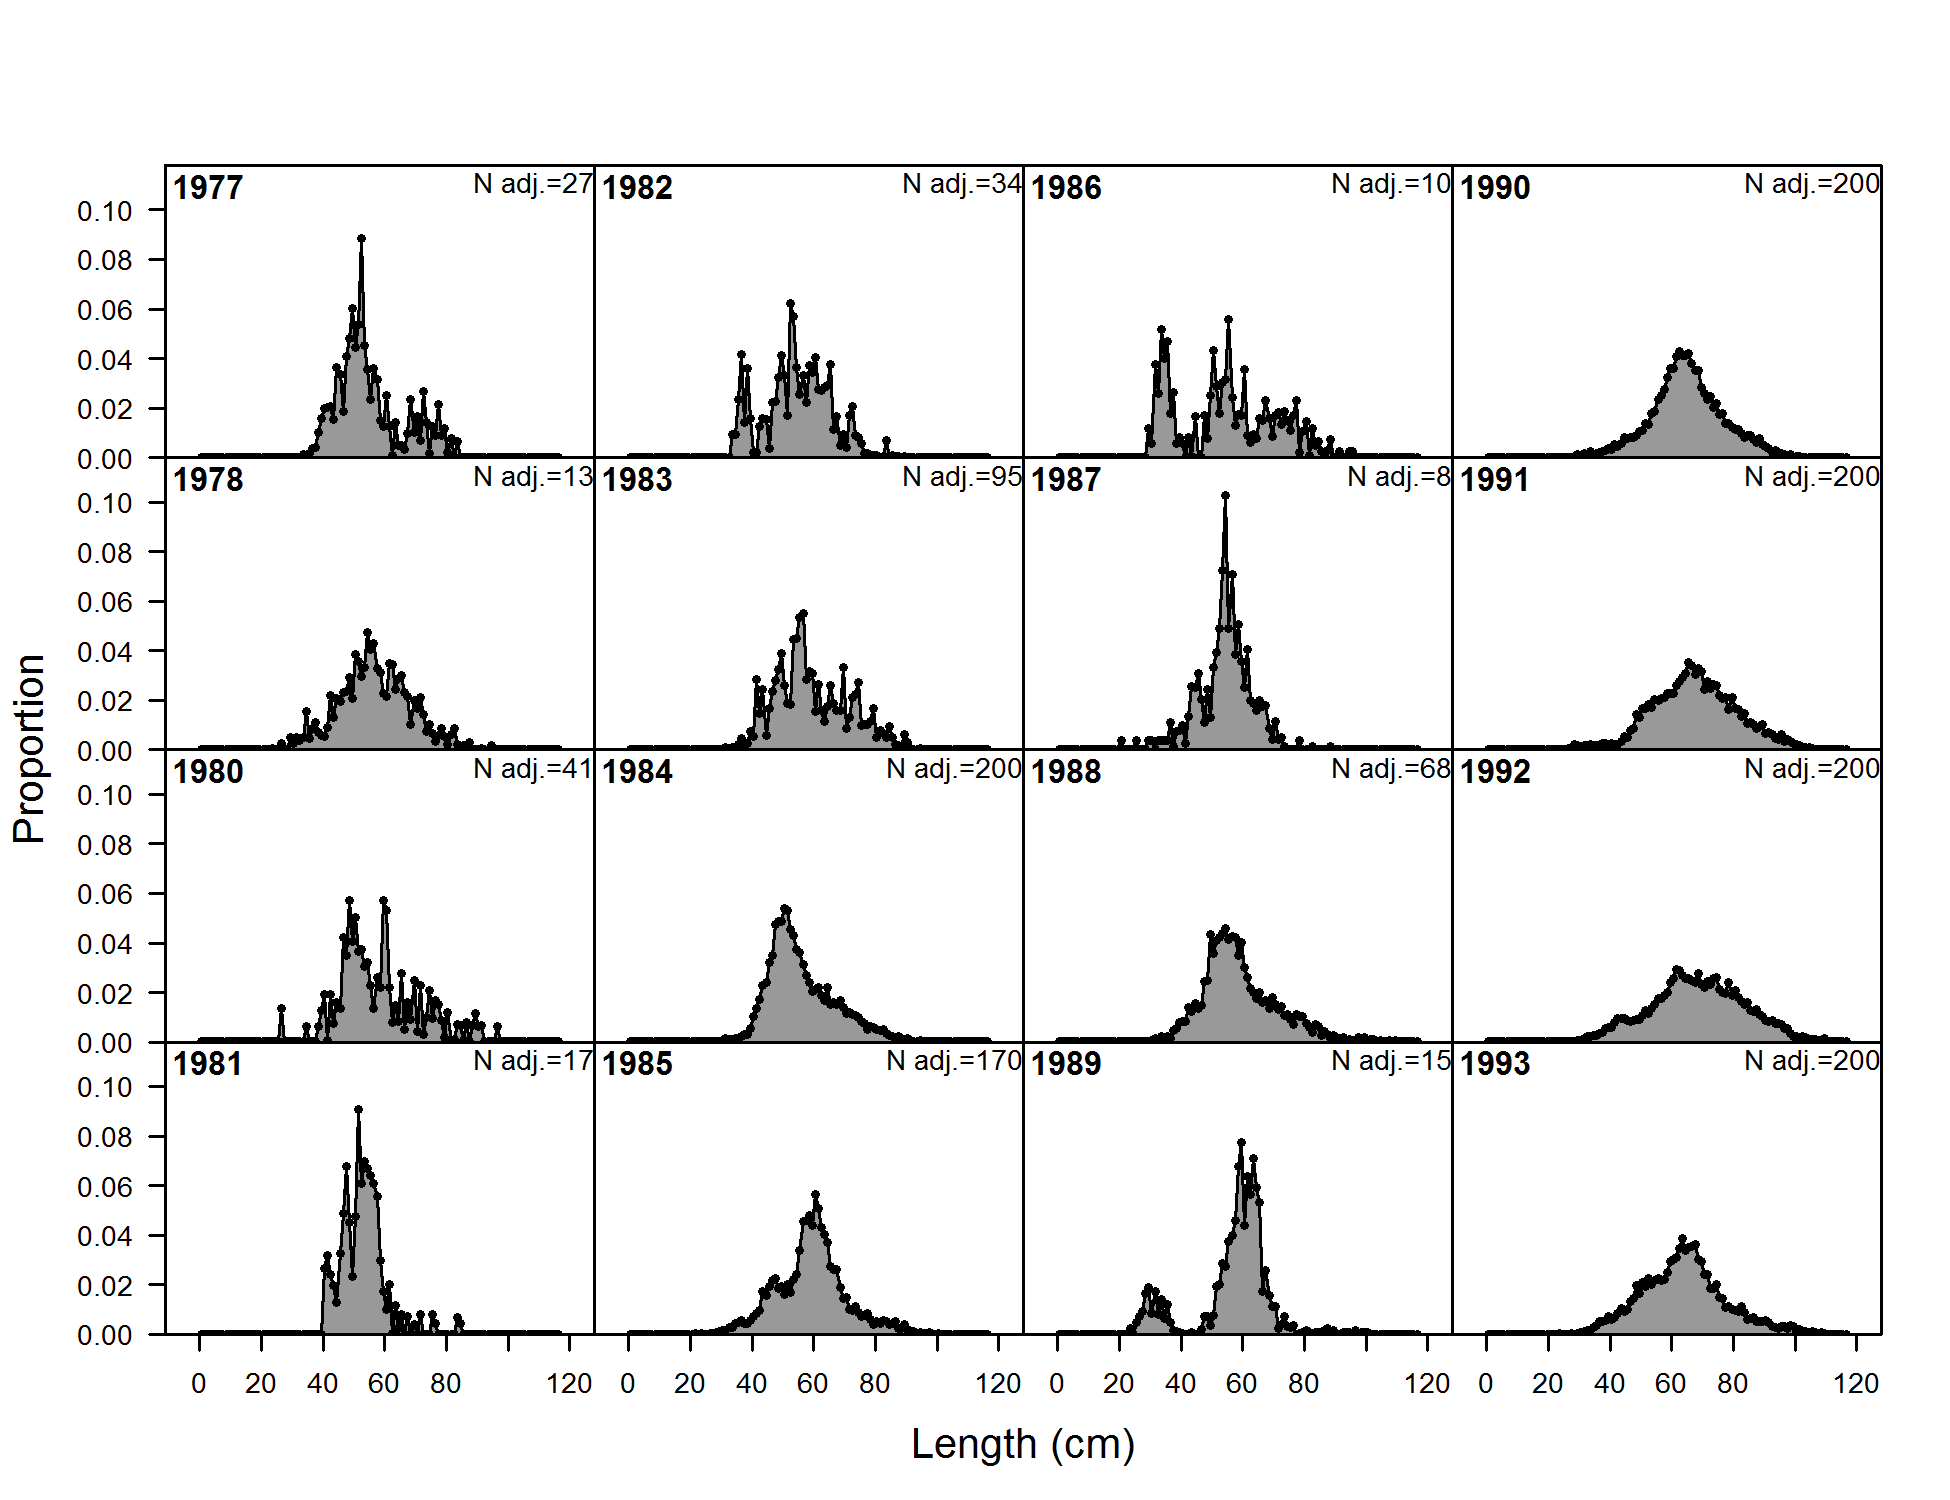 1977 N adj.=27
1982 N adj.=34
1986 N adj.=10
1990 N adj.=200
0.10
0.08
0.06
0.04
0.02
0.00
1978 N adj.=13
1983 N adj.=95
1987 N adj.=8
1991 N adj.=200
0.10
0.08
0.06
0.04
0.02
0.00
1980 N adj.=41
1984 N adj.=200
1988 N adj.=68
1992 N adj.=200
0.10
0.08
0.06
0.04
0.02
0.00
1981 N adj.=17
1985 N adj.=170
1989 N adj.=15
1993 N adj.=200
0.10
0.08
0.06
0.04
0.02
0.00
Proportion
0 20 40 60 80 120 0 20 40 60 80 120 0 20 40 60 80 120 0 20 40 60 80 120
Length (cm)